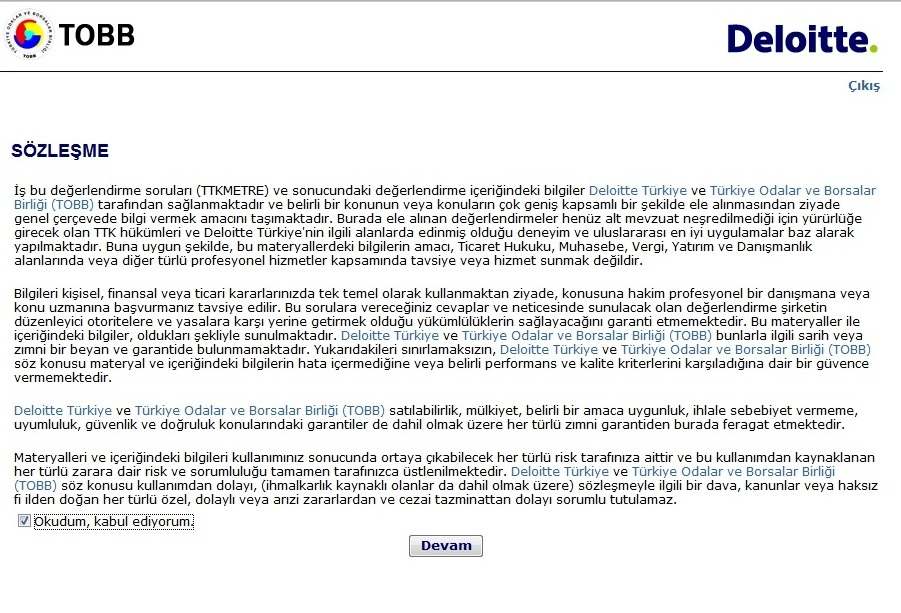 TÜRKİYE ODALAR VE BORSALAR BİRLİĞİ
TOBB
TOBB
Deloitte.
Çıkış
SÖZLEŞME
İş bu değerlendirme soruları (TTKMETRE) ve sonucundaki değerlendirme içeriğindeki bilgiler Deloitte Türkiye ve Türkiye Odalar ve Borsalar
Birliği (TOBB) tarafından sağlanmaktadır ve belirli bir konunun veya konuların çok geniş kapsamlı bir şekilde ele alınmasından ziyade
genel çerçevede bilgi vermek amacını taşımaktadır. Burada ele alınan değerlendirmeler henüz alt mevzuat neşredilmediği için yürürlüğe
girecek olan TTK hükümleri ve Deloitte Türkiye'nin ilgili alanlarda edinmiş olduğu deneyim ve uluslararası en iyi uygulamalar baz alarak
yapılmaktadır. Buna uygun şekilde, bu materyallerdeki bilgilerin amacı, Ticaret Hukuku, Muhasebe, Vergi, Yatırım ve Danışmanlık
alanlarında veya diğer türlü profesyonel hizmetler kapsamında tavsiye veya hizmet sunmak değildir.
Bilgileri kişisel, finansal veya ticari kararlarınızda tek temel olarak kullanmaktan ziyade, konusuna hakim profesyonel bir danışmana veya
konu uzmanına başvurmanız tavsiye edilir. Bu sorulara vereceğiniz cevaplar ve neticesinde sunulacak olan değerlendirme şirketin
düzenleyici otoritelere ve yasalara karşı yerine getirmek olduğu yükümlülüklerin sağlayacağını garanti etmemektedir. Bu materyaller ile
içeriğindeki bilgiler, oldukları şekliyle sunulmaktadır. Deloitte Türkiye ve Türkiye Odalar ve Borsalar Birliği (TOBB) bunlarla ilgili sarih veya
zımni bir beyan ve garantide bulunmamaktadır. Yukarıdakileri sınırlamaksızın, Deloitte Türkiye ve Türkiye Odalar ve Borsalar Birliği (TOBB)
söz konusu materyal ve içeriğindeki bilgilerin hata içermediğine veya belirli performans ve kalite kriterlerini karşıladığına dair bir güvence
vermemektedir.
Deloitte Türkiye ve Türkiye Odalar ve Borsalar Birliği (TOBB) satılabilirlik, mülkiyet, belirli bir amaca uygunluk, ihlale sebebiyet vermeme,
uyumluluk, güvenlik ve doğruluk konularındaki garantiler de dahil olmak üzere her türlü zımni garantiden burada feragat etmektedir.
Materyalleri ve içeriğindeki bilgileri kullanımınız sonucunda ortaya çıkabilecek her türlü risk tarafınıza aittir ve bu kullanımdan kaynaklanan
her türlü zarara dair risk ve sorumluluğu tamamen tarafınızca üstlenilmektedir. Deloitte Türkiye ve Türkiye Odalar ve Borsalar Birliği
(TOBB) söz konusu kullanımdan dolayı, (ihmalkarlık kaynaklı olanlar da dahil olmak üzere) sözleşmeyle ilgili bir dava, kanunlar veya haksız
fi ilden doğan her türlü özel, dolaylı veya arızi zararlardan ve cezai tazminattan dolayı sorumlu tutulamaz.
Okudum, kabul ediyorum.
Devam